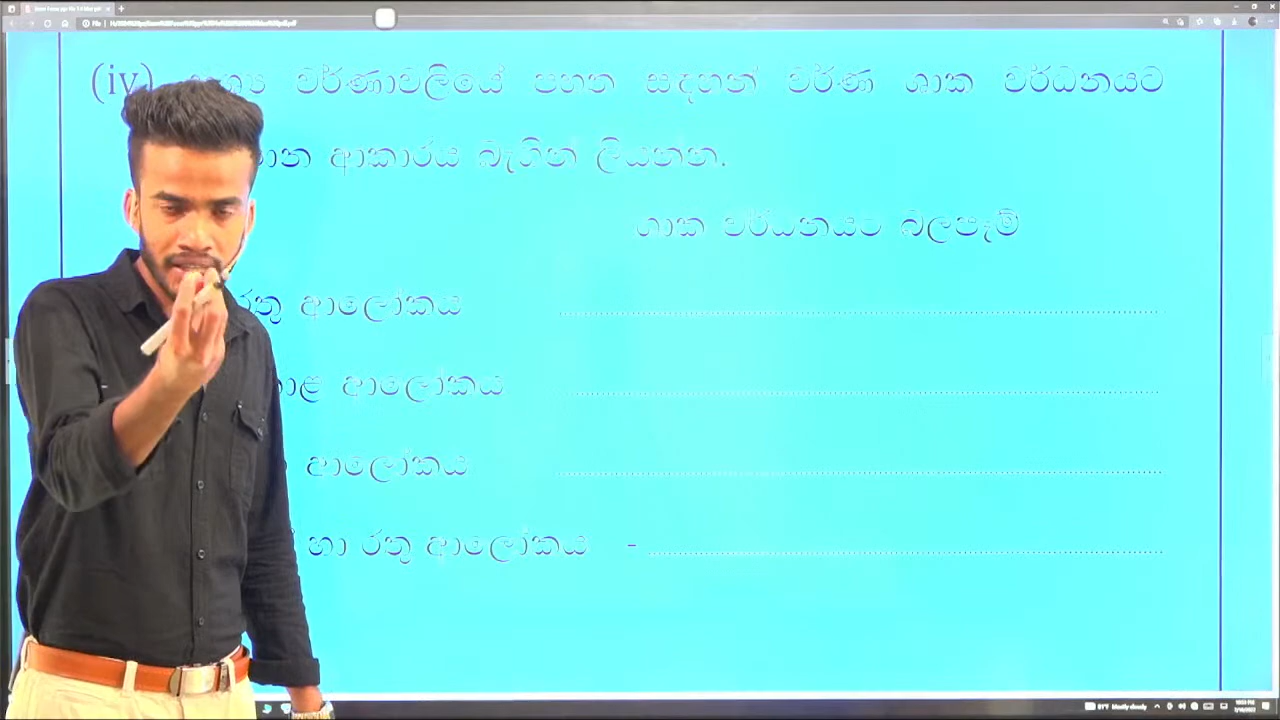 (iv) වර්ණාවලියේ පහත සඳහන් වර්ණ ශාක වර්ධනයට
ආකාරය බැගින් ලියන්න.
ශාක වර්ධනයට බලපෑම්
රතු ආලෝකය ....................
ආලෝකය ....................
ආලෝකය ....................
හා රතු ආලෝකය - ....................